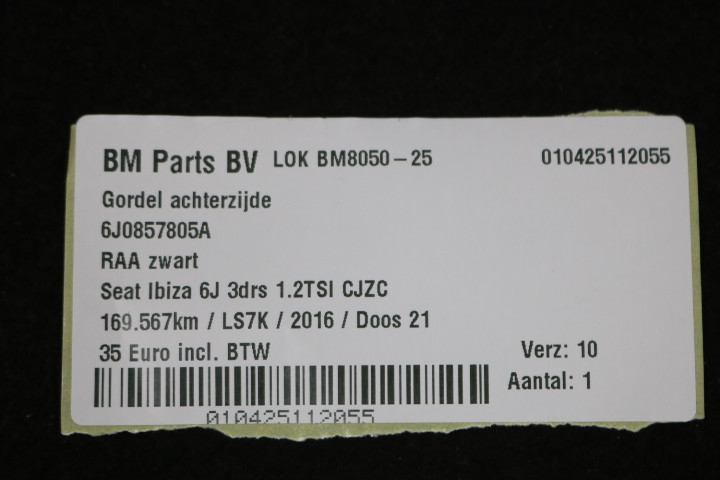 BM Parts BV LOK BM8050-25 010425112055
Gordel achterzijde
6J0857805A
RAA zwart
Seat Ibiza 6J 3drs 1.2TSI CJZC
169.567km / LS7K / 2016 / Doos 21
35 Euro incl. BTW Verz: 10
Aantal: 1
010425112055